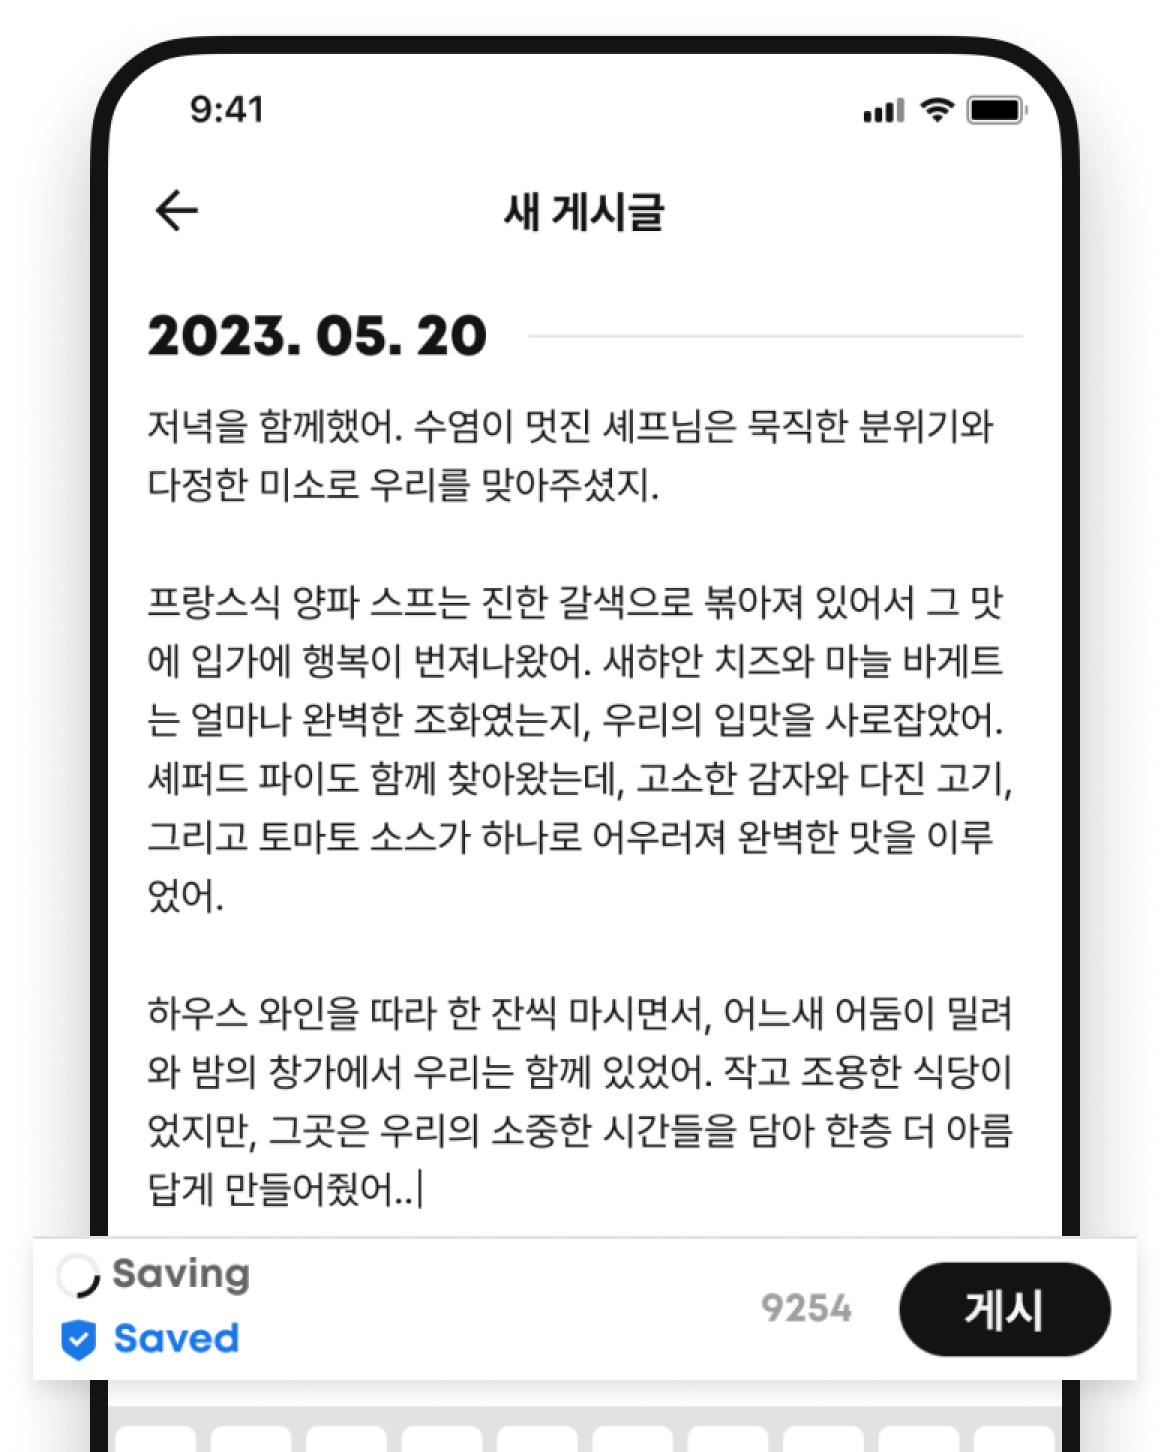 9:41
새 게시글
2023. 05. 20
저녁을 함께했어. 수염이 멋진 셰프님은 묵직한 분위기와
다정한 미소로 우리를 맞아주셨지.
프랑스식 양파 스프는 진한 갈색으로 볶아져 있어서 그 맛
에 입가에 행복이 번져나왔어. 새햐안 치즈와 마늘 바게트
는 얼마나 완벽한 조화였는지, 우리의 입맛을 사로잡았어.
셰퍼드 파이도 함께 찾아왔는데, 고소한 감자와 다진 고기,
그리고 토마토 소스가 하나로 어우러져 완벽한 맛을 이루
었어.
하우스 와인을 따라 한 잔씩 마시면서, 어느새 어둠이 밀려
와 밤의 창가에서 우리는 함께 있었어. 작고 조용한 식당이
었지만, 그곳은 우리의 소중한 시간들을 담아 한층 더 아름
답게 만들어줬어..
Saving
Saved
9254
게시